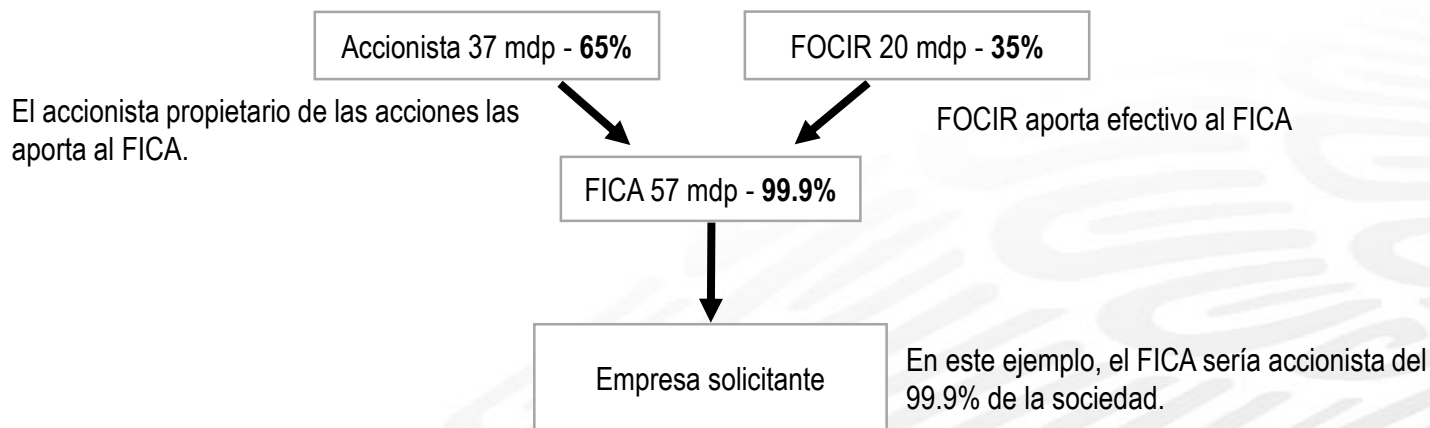 Accionista 37 mdp - 65%
FOCIR 20 mdp - 35%
El accionista propietario de las acciones las
aporta al FICA.
FOCIR aporta efectivo al FICA
FICA 57 mdp - 99.9%
Empresa solicitante
En este ejemplo, el FICA sería accionista del
99.9% de la sociedad.